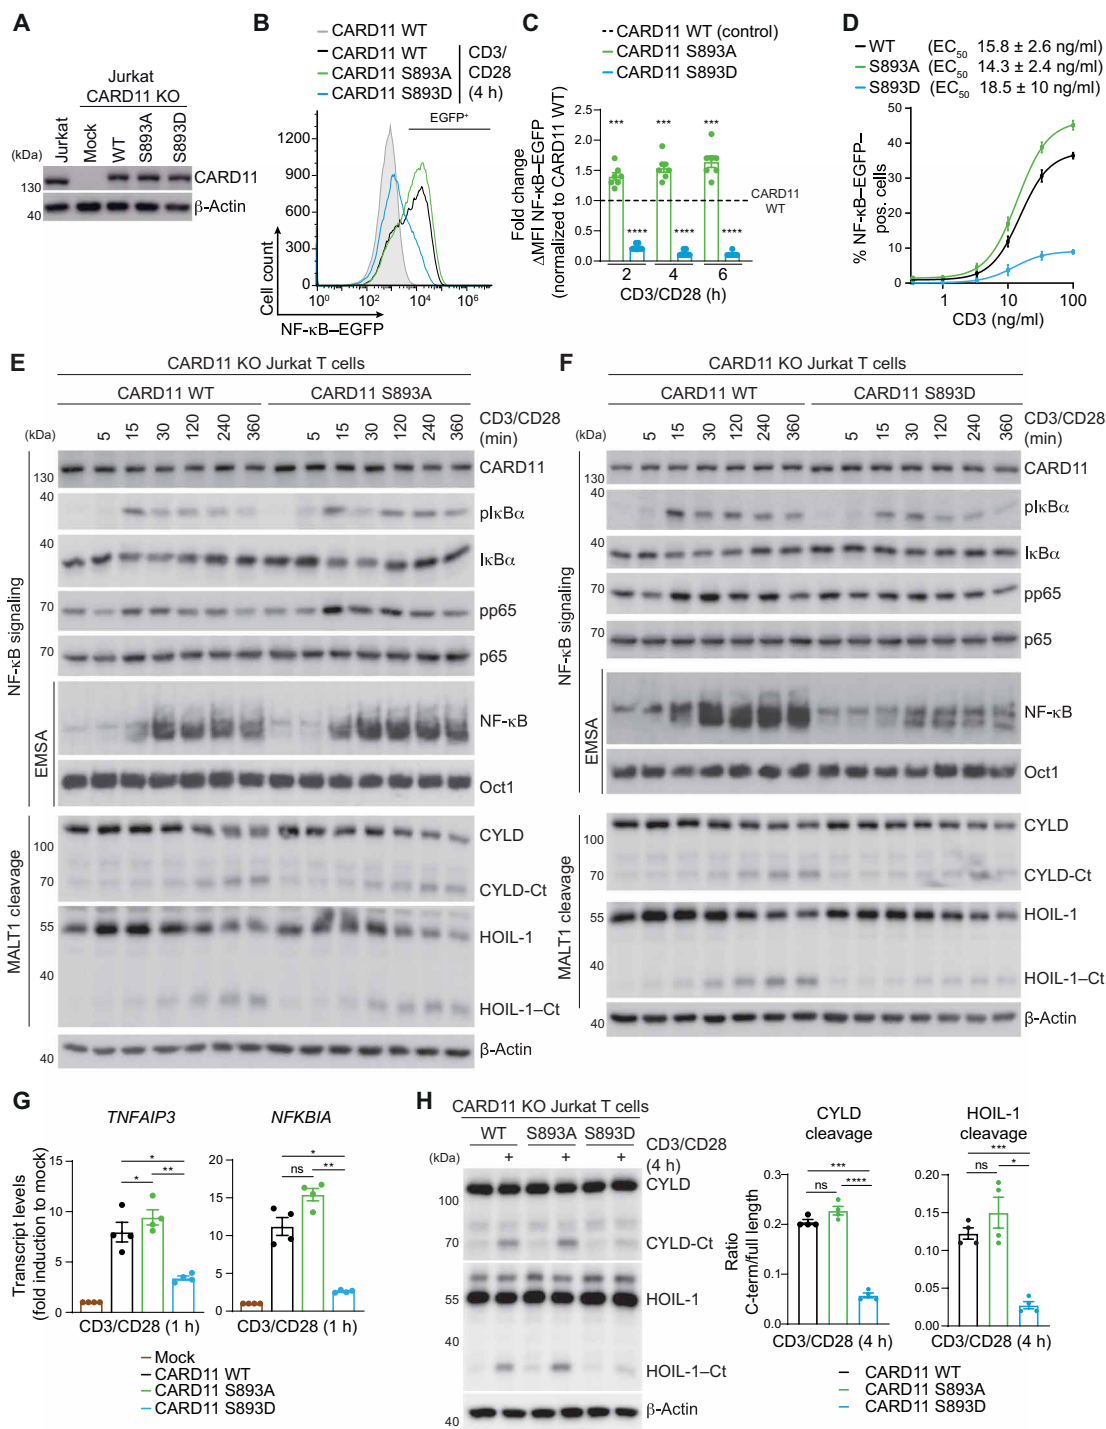 A
Jurkat
CARD11 KO
(kDa)
Jurkat
Mock
WT
S893A
S893D
130
CARD11
40
β-Actin
B
CARD11 WT
CARD11 WT
CARD11 S893A
CARD11 S893D
CD3/
CD28
(4 h)
EGFP⁺
1200
900
600
300
0
10⁰ 10² 10⁴ 10⁶
Cell count
NF-κB–EGFP
C
CARD11 WT (control)
CARD11 S893A
CARD11 S893D
Fold change
ΔMFI NF-κB–EGFP
(normalized to CARD11 WT)
2.5
2.0
1.5
1.0
0.5
0.0
*** *** ***
**** **** ****
CARD11
WT
2 4 6
CD3/CD28 (h)
D
WT (EC₅₀ 15.8 ± 2.6 ng/ml)
S893A (EC₅₀ 14.3 ± 2.4 ng/ml)
S893D (EC₅₀ 18.5 ± 10 ng/ml)
% NF-κB-EGFP–
pos. cells
50
40
30
20
10
0
1 10 100
CD3 (ng/ml)
E
CARD11 KO Jurkat T cells
CARD11 WT CARD11 S893A
5 15 30 120 240 360 5 15 30 120 240 360
CD3/CD28
(min)
(kDa)
NF-κB signaling
130 CARD11
40 pIκBα
40 IκBα
70 pp65
70 p65
EMSA
NF-κB
Oct1
MALT1 cleavage
100 CYLD
70 CYLD-Ct
55 HOIL-1
40 HOIL-1–Ct
40 β-Actin
F
CARD11 KO Jurkat T cells
CARD11 WT CARD11 S893D
5 15 30 120 240 360 5 15 30 120 240 360
CD3/CD28
(min)
(kDa)
NF-κB signaling
130 CARD11
40 pIκBα
40 IκBα
70 pp65
70 p65
EMSA
NF-κB
Oct1
MALT1 cleavage
100 CYLD
70 CYLD-Ct
55 HOIL-1
40 HOIL-1–Ct
40 β-Actin
G
TNFAIP3
Transcript levels
(fold induction to mock)
15
10
5
0
*
* **
CD3/CD28 (1 h)
NFKBIA
20
15
10
5
0
*
ns **
CD3/CD28 (1 h)
Mock
CARD11 WT
CARD11 S893A
CARD11 S893D
H
CARD11 KO Jurkat T cells
WT S893A S893D
+ + +
CD3/CD28
(4 h)
(kDa)
CYLD
100
CYLD-Ct
70
HOIL-1
55
40
HOIL-1–Ct
40
β-Actin
CYLD
cleavage
Ratio
C-term/full length
0.3
0.2
0.1
0.0
***
ns ****
CD3/CD28 (4 h)
HOIL-1
cleavage
0.20
0.15
0.10
0.05
0.00
***
ns *
CD3/CD28 (4 h)
CARD11 WT
CARD11 S893A
CARD11 S893D